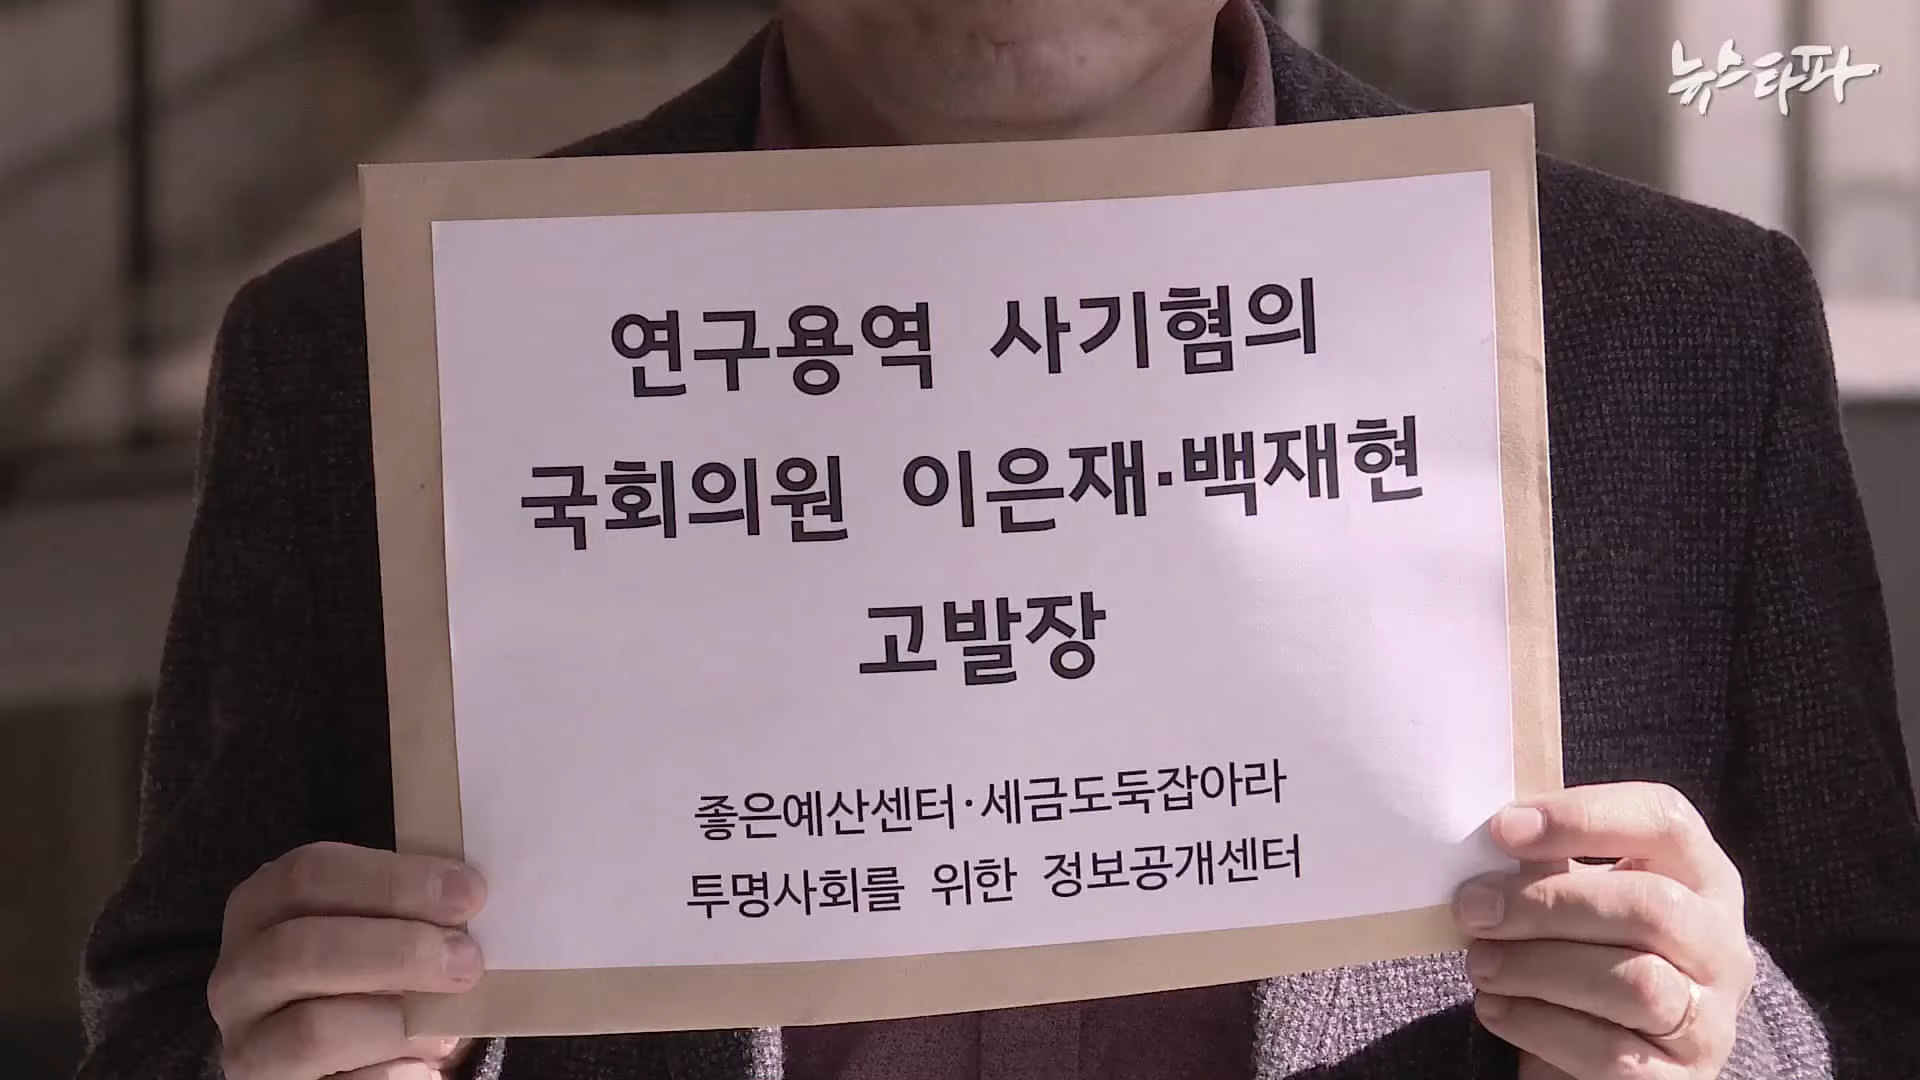 뉴스타파
연구용역 사기혐의
국회의원 이은재·백재현
고발장
좋은예산센터·세금도둑잡아라
투명사회를 위한 정보공개센터